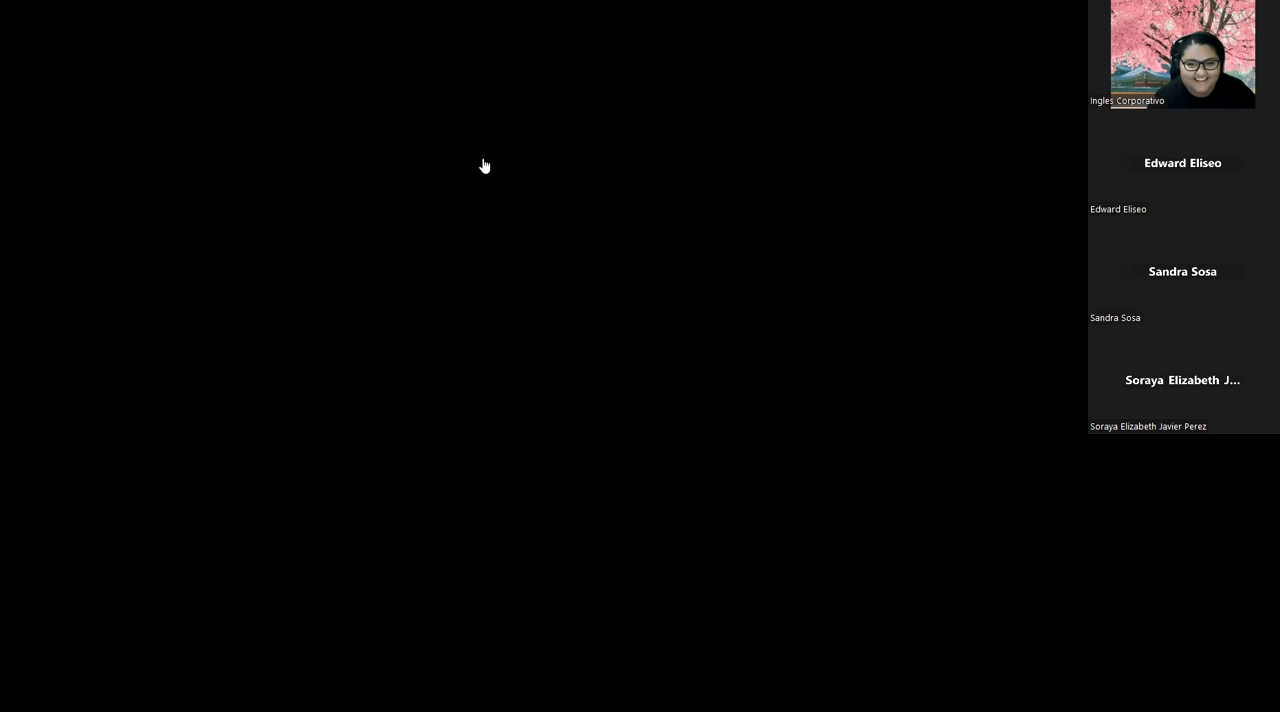 Ingles Corporativo
Edward Eliseo
Edward Eliseo
Sandra Sosa
Sandra Sosa
Soraya Elizabeth J...
Soraya Elizabeth Javier Perez